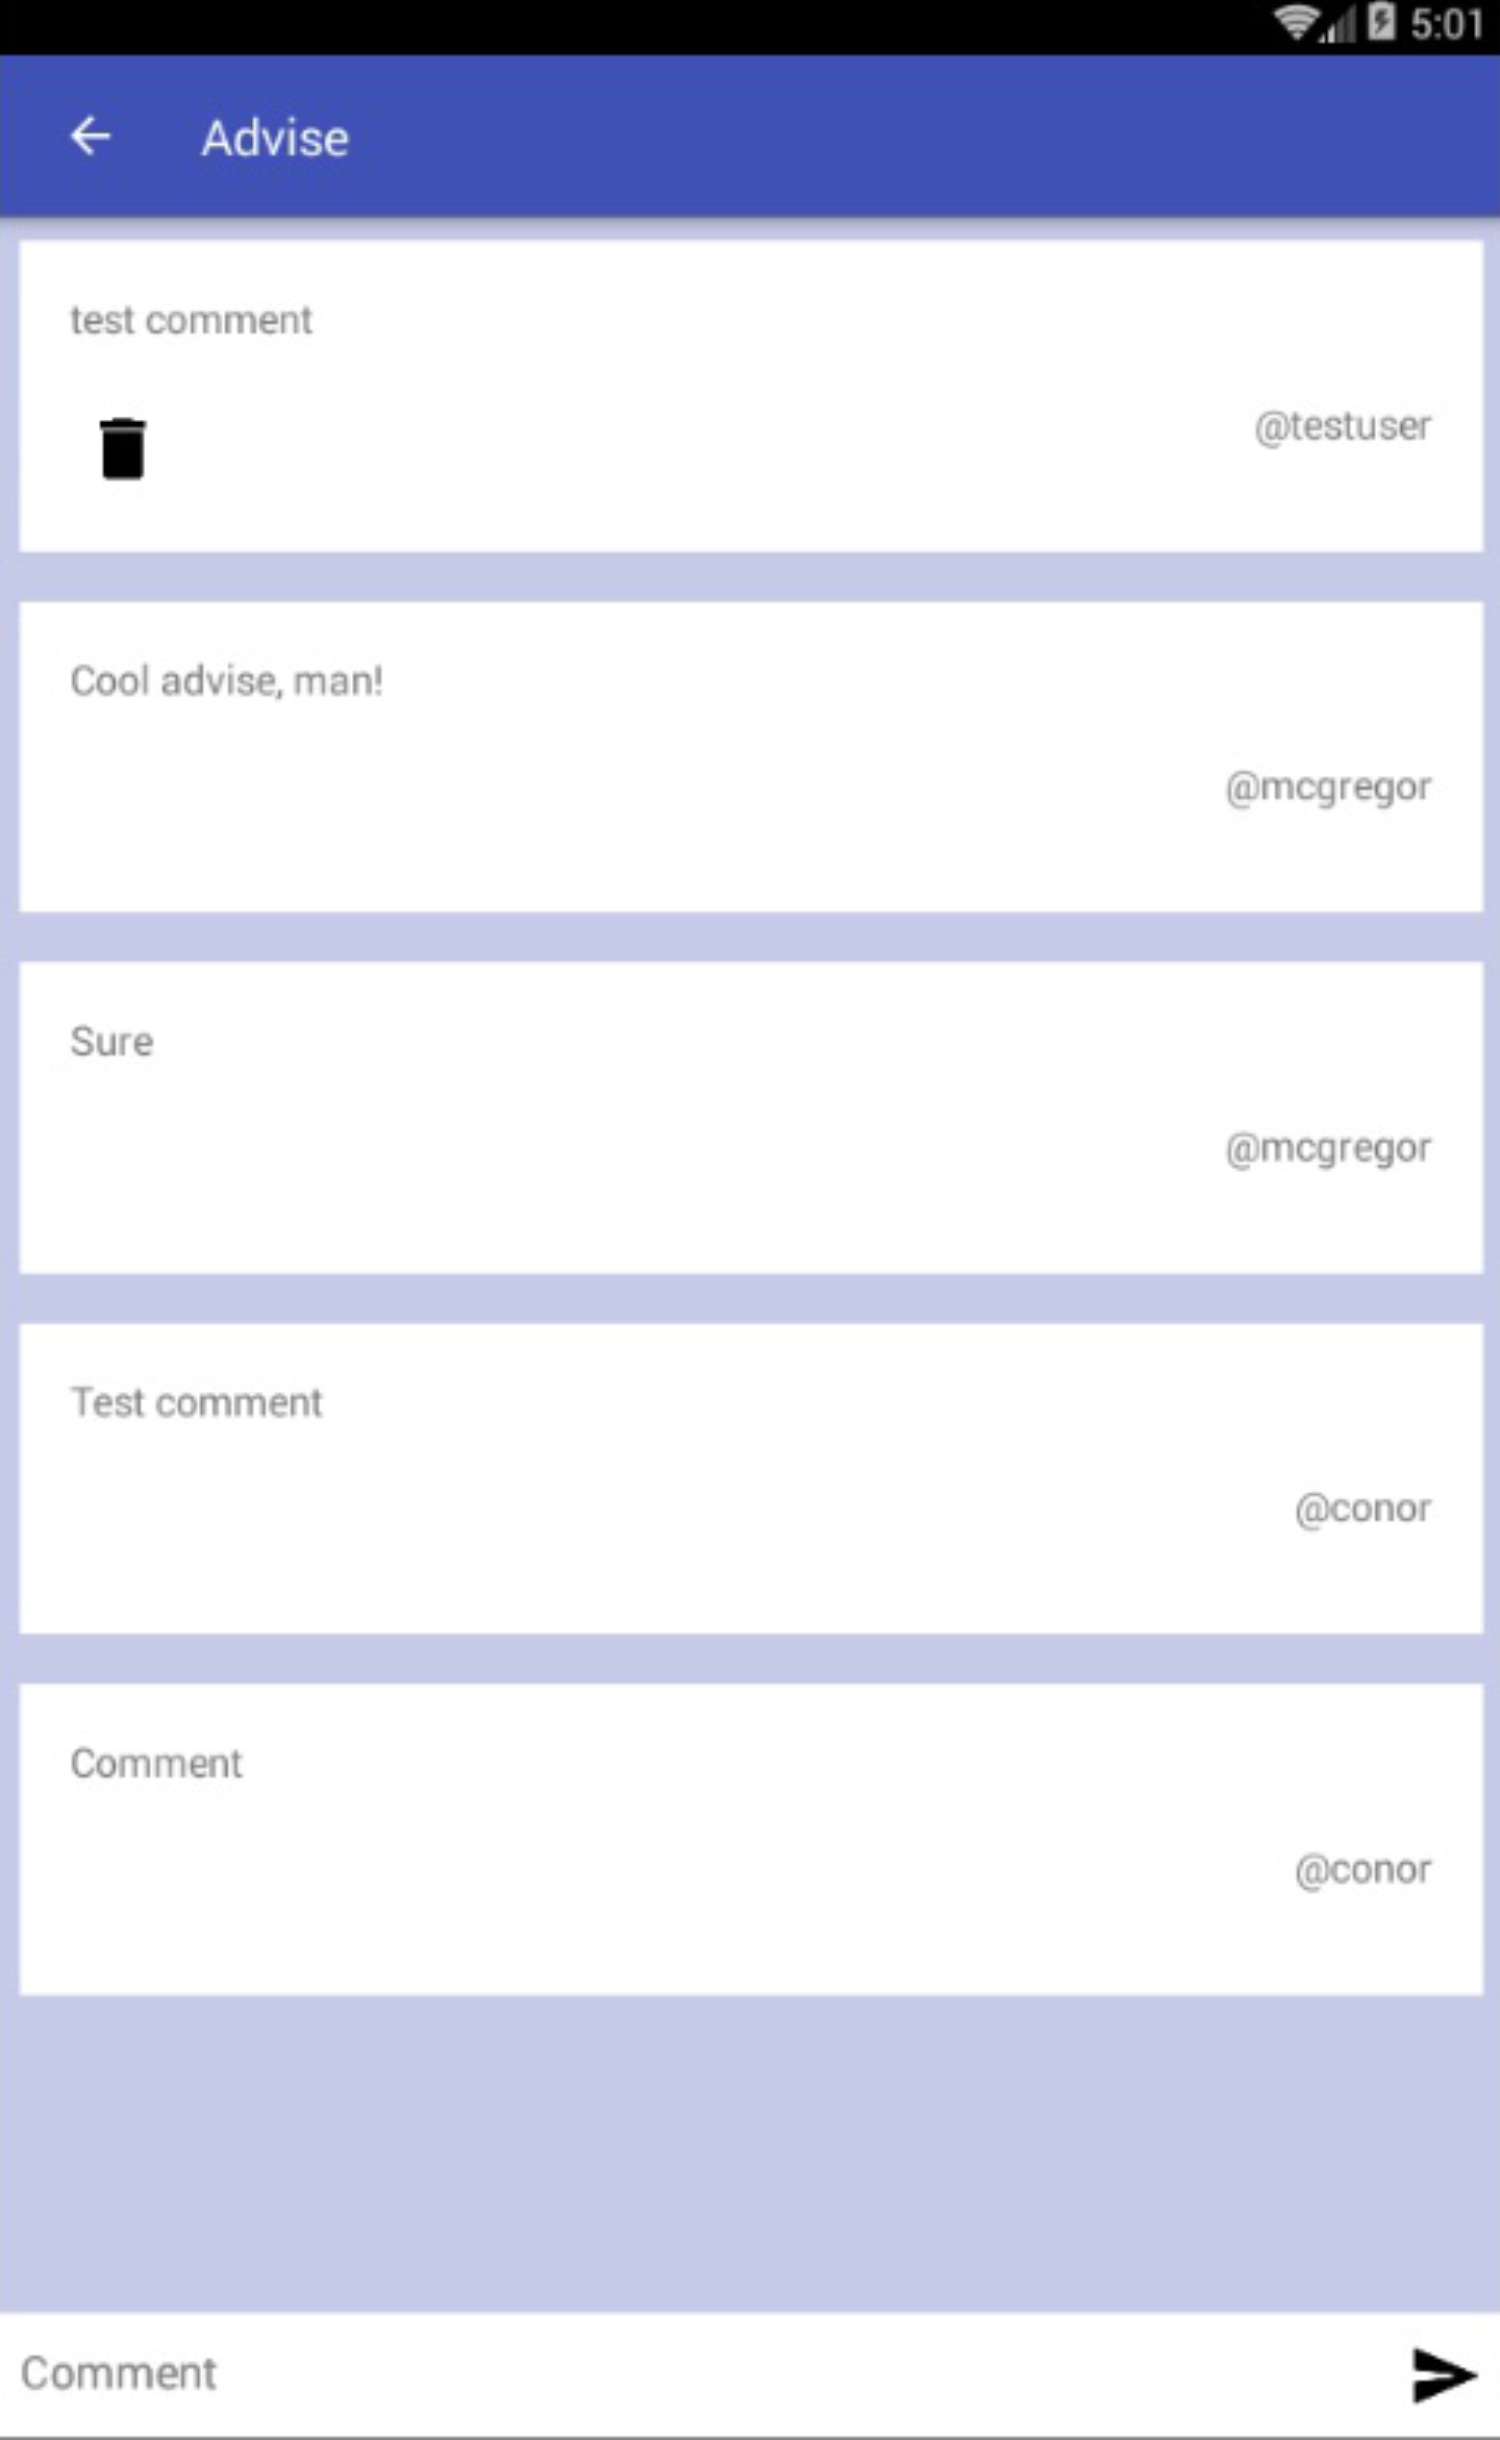 5:01
Advise
test comment
@testuser
Cool advise, man!
@mcgregor
Sure
@mcgregor
Test comment
@conor
Comment
@conor
Comment